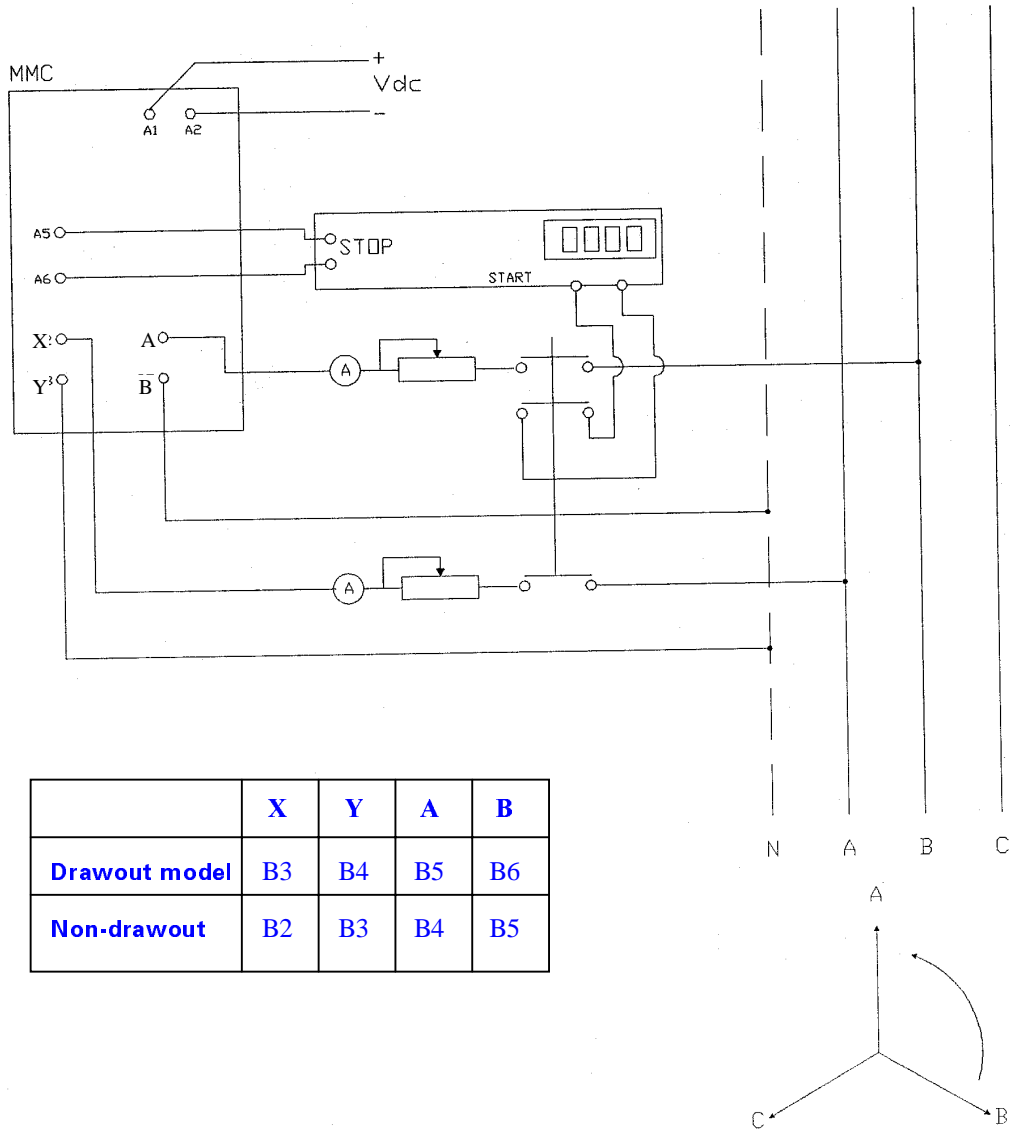 MMC
+
Vdc
-
A1 A2
A5
STOP
A6
START
X
A
A
Y
B
A
N A B C
X Y A B
Drawout model B3 B4 B5 B6
Non-drawout B2 B3 B4 B5
A
C
B